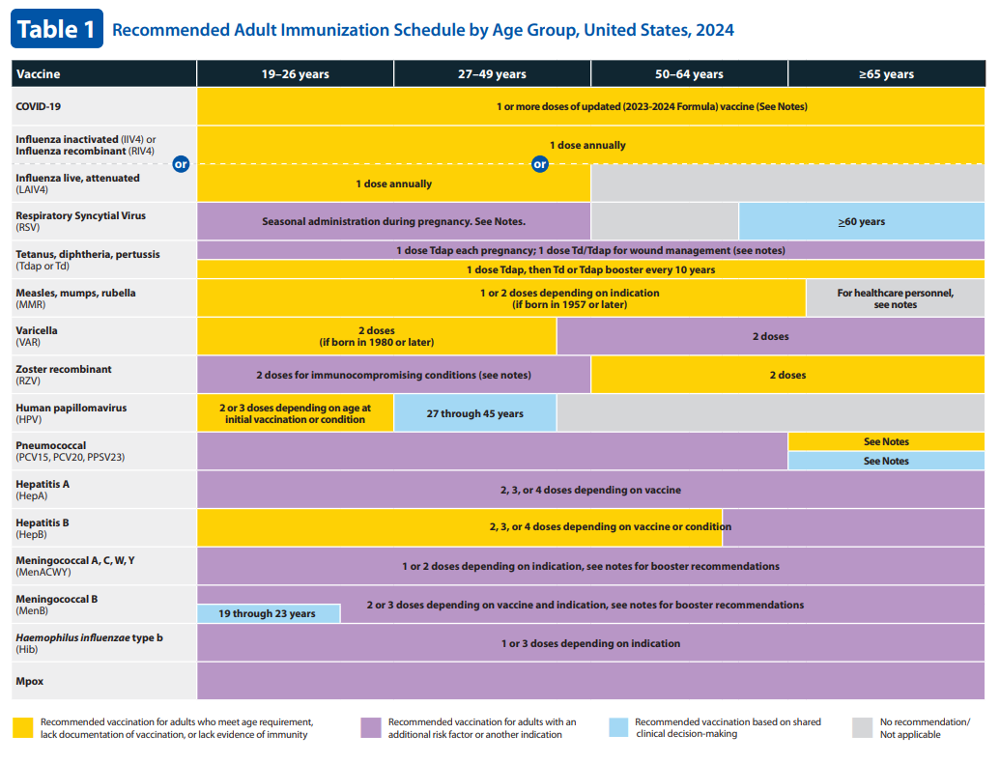 Table 1 Recommended Adult Immunization Schedule by Age Group, United States, 2024
Vaccine 19–26 years 27–49 years 50–64 years ≥65 years
COVID-19 1 or more doses of updated (2023-2024 Formula) vaccine (See Notes)
Influenza inactivated (IIV4) or
Influenza recombinant (RIV4)
1 dose annually
or or
Influenza live, attenuated
(LAIV4)
1 dose annually
Respiratory Syncytial Virus
(RSV)
Seasonal administration during pregnancy. See Notes. ≥60 years
Tetanus, diphtheria, pertussis
(Tdap or Td)
1 dose Tdap each pregnancy; 1 dose Td/Tdap for wound management (see notes)
1 dose Tdap, then Td or Tdap booster every 10 years
Measles, mumps, rubella
(MMR)
1 or 2 doses depending on indication
(if born in 1957 or later)
For healthcare personnel,
see notes
Varicella
(VAR)
2 doses
(if born in 1980 or later)
2 doses
Zoster recombinant
(RZV)
2 doses for immunocompromising conditions (see notes) 2 doses
Human papillomavirus
(HPV)
2 or 3 doses depending on age at
initial vaccination or condition
27 through 45 years
Pneumococcal
(PCV15, PCV20, PPSV23)
See Notes
See Notes
Hepatitis A
(HepA)
2, 3, or 4 doses depending on vaccine
Hepatitis B
(HepB)
2, 3, or 4 doses depending on vaccine or condition
Meningococcal A, C, W, Y
(MenACWY)
1 or 2 doses depending on indication, see notes for booster recommendations
Meningococcal B
(MenB)
19 through 23 years
2 or 3 doses depending on vaccine and indication, see notes for booster recommendations
Haemophilus influenzae type b
(Hib)
1 or 3 doses depending on indication
Mpox
Recommended vaccination for adults who meet age requirement,
lack documentation of vaccination, or lack evidence of immunity
Recommended vaccination for adults with an
additional risk factor or another indication
Recommended vaccination based on shared
clinical decision-making
No recommendation/
Not applicable